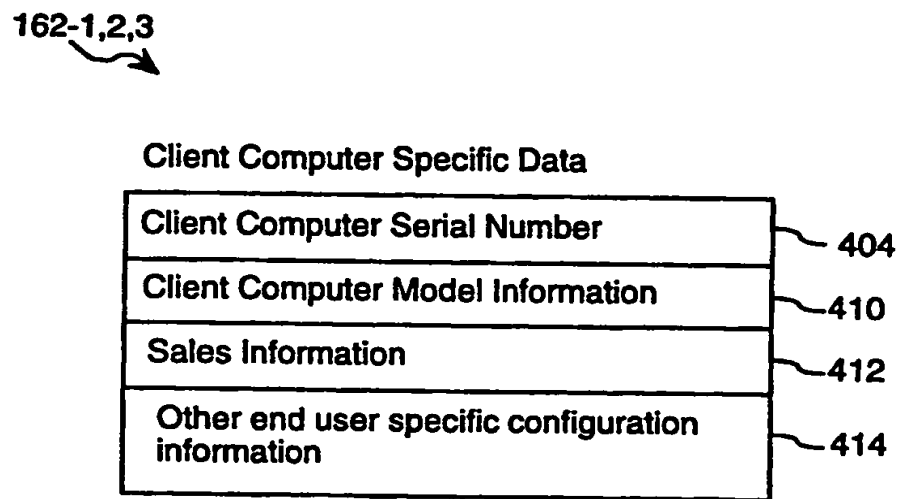 162-1,2,3
Client Computer Specific Data
Client Computer Serial Number
404
Client Computer Model Information
410
Sales Information
412
Other end user specific configuration
information
414